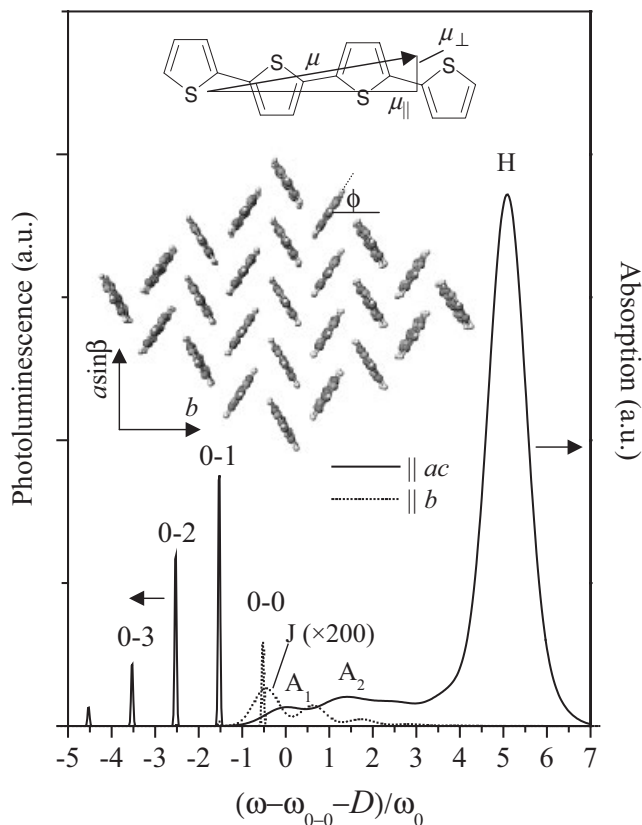 S
S
S
S
μ
μ⊥
μ||
H
ϕ
Photoluminescence (a.u.)
Absorption (a.u.)
asinβ
b
0-1
|| ac
|| b
0-2
0-0
J (×200)
0-3
A1
A2
-5 -4 -3 -2 -1 0 1 2 3 4 5 6 7
(ω−ω0−0−D)/ω0